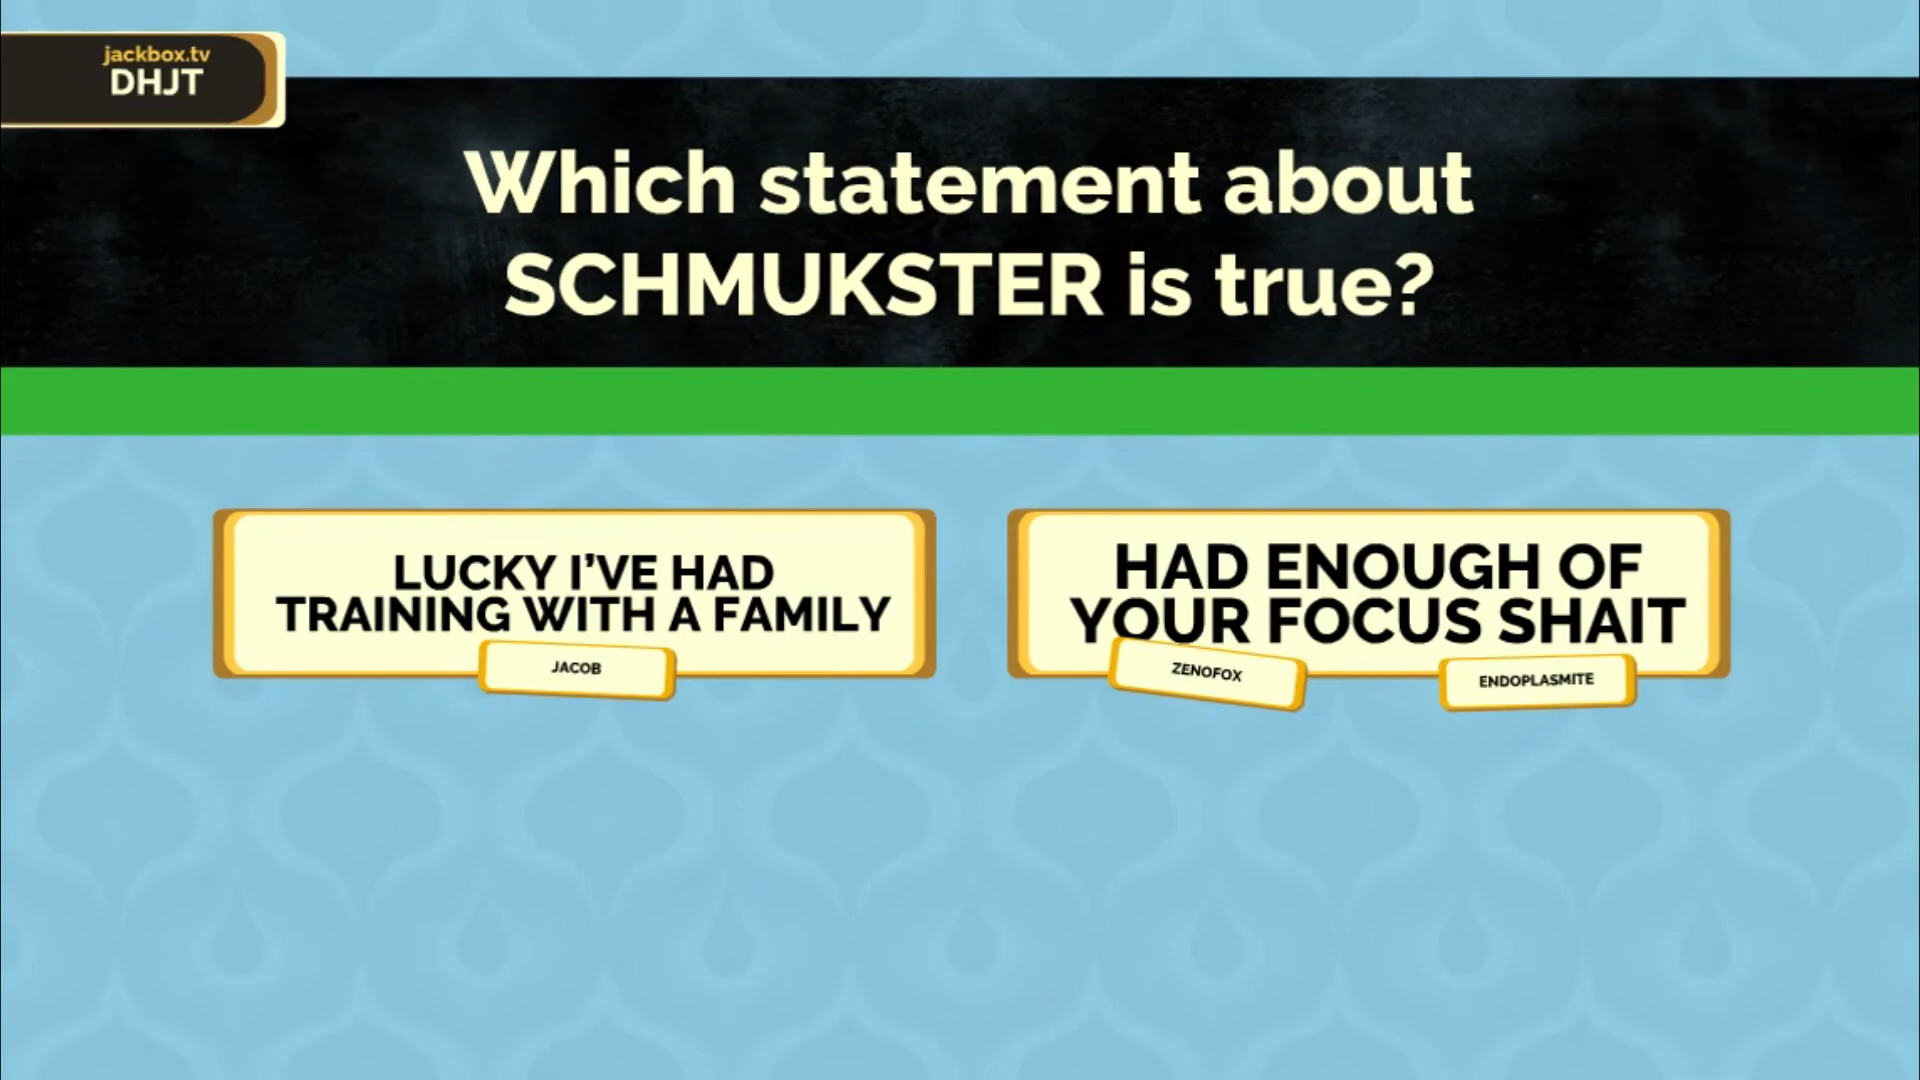 jackbox.tv
DHJT
Which statement about
SCHMUKSTER is true?
LUCKY I'VE HAD
TRAINING WITH A FAMILY
JACOB
HAD ENOUGH OF
YOUR FOCUS SHAIT
ZENOFOX
ENDOPLASMITE